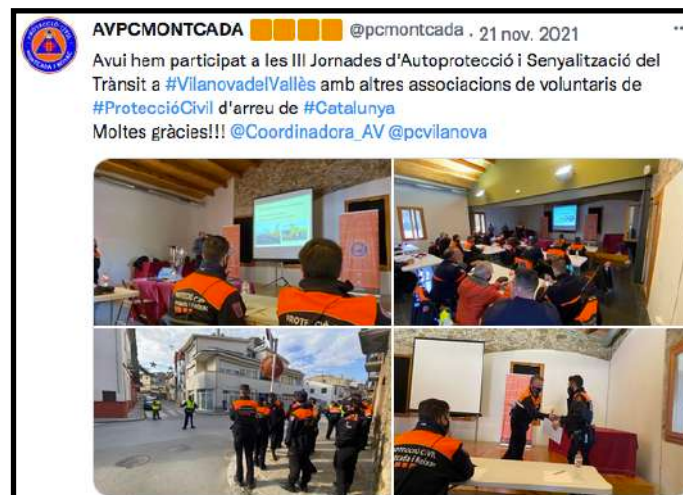 AVPCMONTCADA 🟧🟧🟧🟧 @pcmontcada . 21 nov. 2021
Avui hem participat a les III Jornades d'Autoprotecció i Senyalització del
Trànsit a #VilanovadelVallès amb altres associacions de voluntaris de
#ProteccióCivil d'arreu de #Catalunya
Moltes gràcies!!! @Coordinadora_AV @pcvilanova